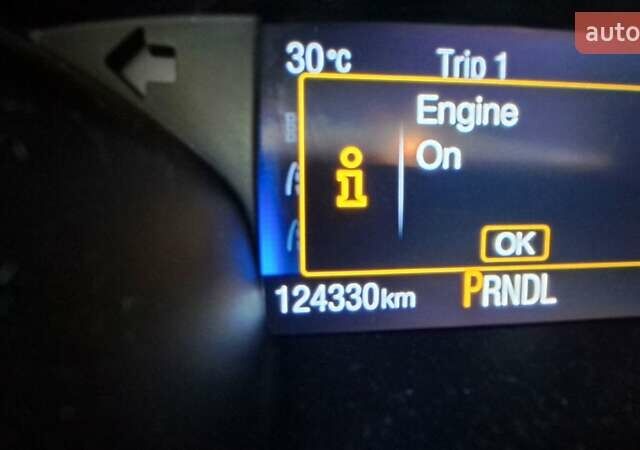 auto
30°C Trip 1
Engine
On
i
OK
124330km PRNDL